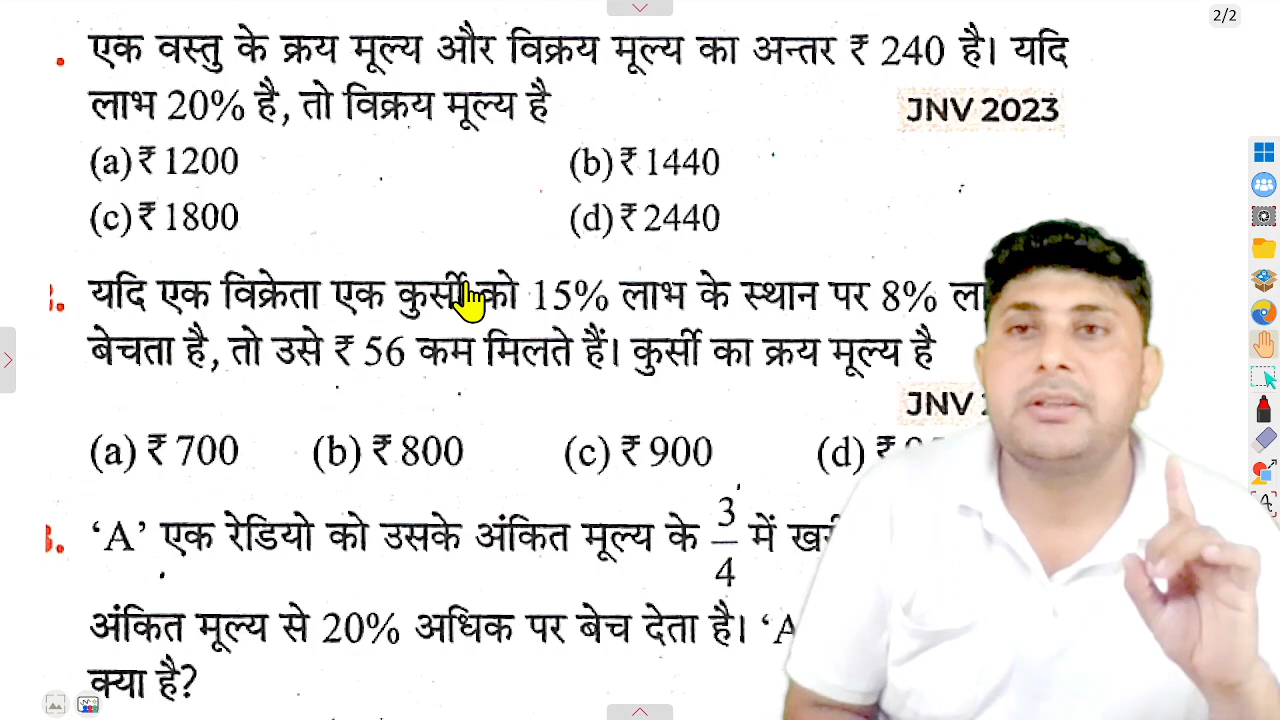 2/2
एक वस्तु के क्रय मूल्य और विक्रय मूल्य का अन्तर ₹ 240 है। यदि
लाभ 20% है, तो विक्रय मूल्य है JNV 2023
(a) ₹ 1200 (b) ₹ 1440
(c) ₹ 1800 (d) ₹ 2440
यदि एक विक्रेता एक कुर्सी को 15% लाभ के स्थान पर 8%
बेचता है, तो उसे ₹ 56 कम मिलते हैं। कुर्सी का क्रय मूल्य है
JNV
(a) ₹ 700 (b) ₹ 800 (c) ₹ 900 (d) ₹
3. 'A' एक रेडियो को उसके अंकित मूल्य के 3/4 में
अंकित मूल्य से 20% अधिक पर बेच देता है। 'A
क्या है?